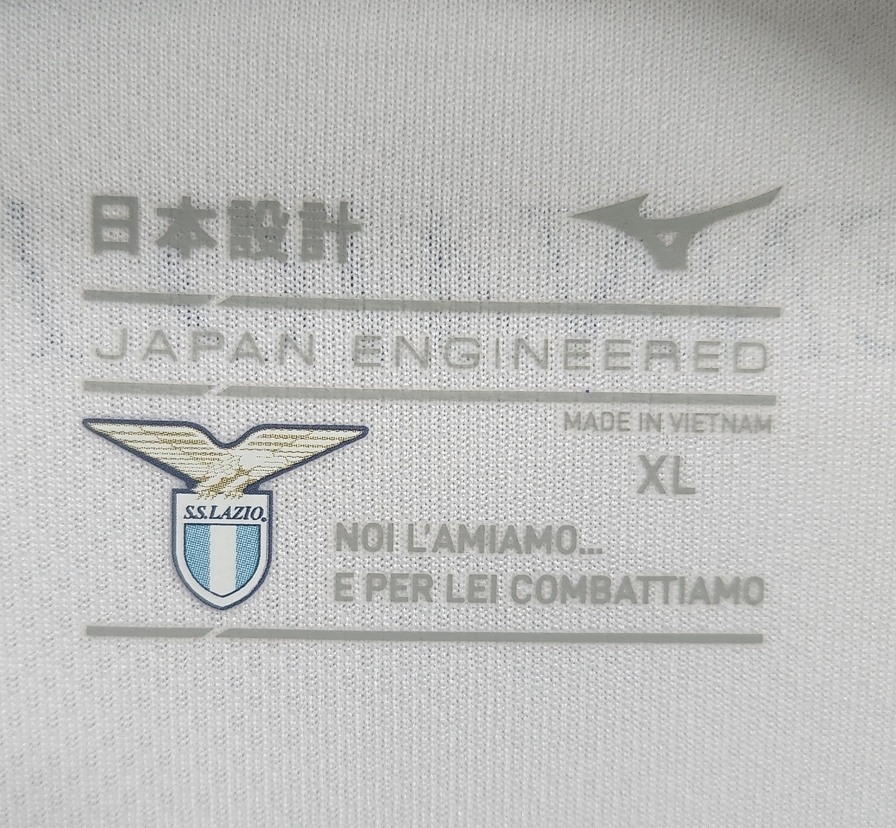 日本設計
JAPAN ENGINEERED
MADE IN VIETNAM
XL
S.S.LAZIO.
NOI L'AMIAMO...
E PER LEI COMBATTIAMO